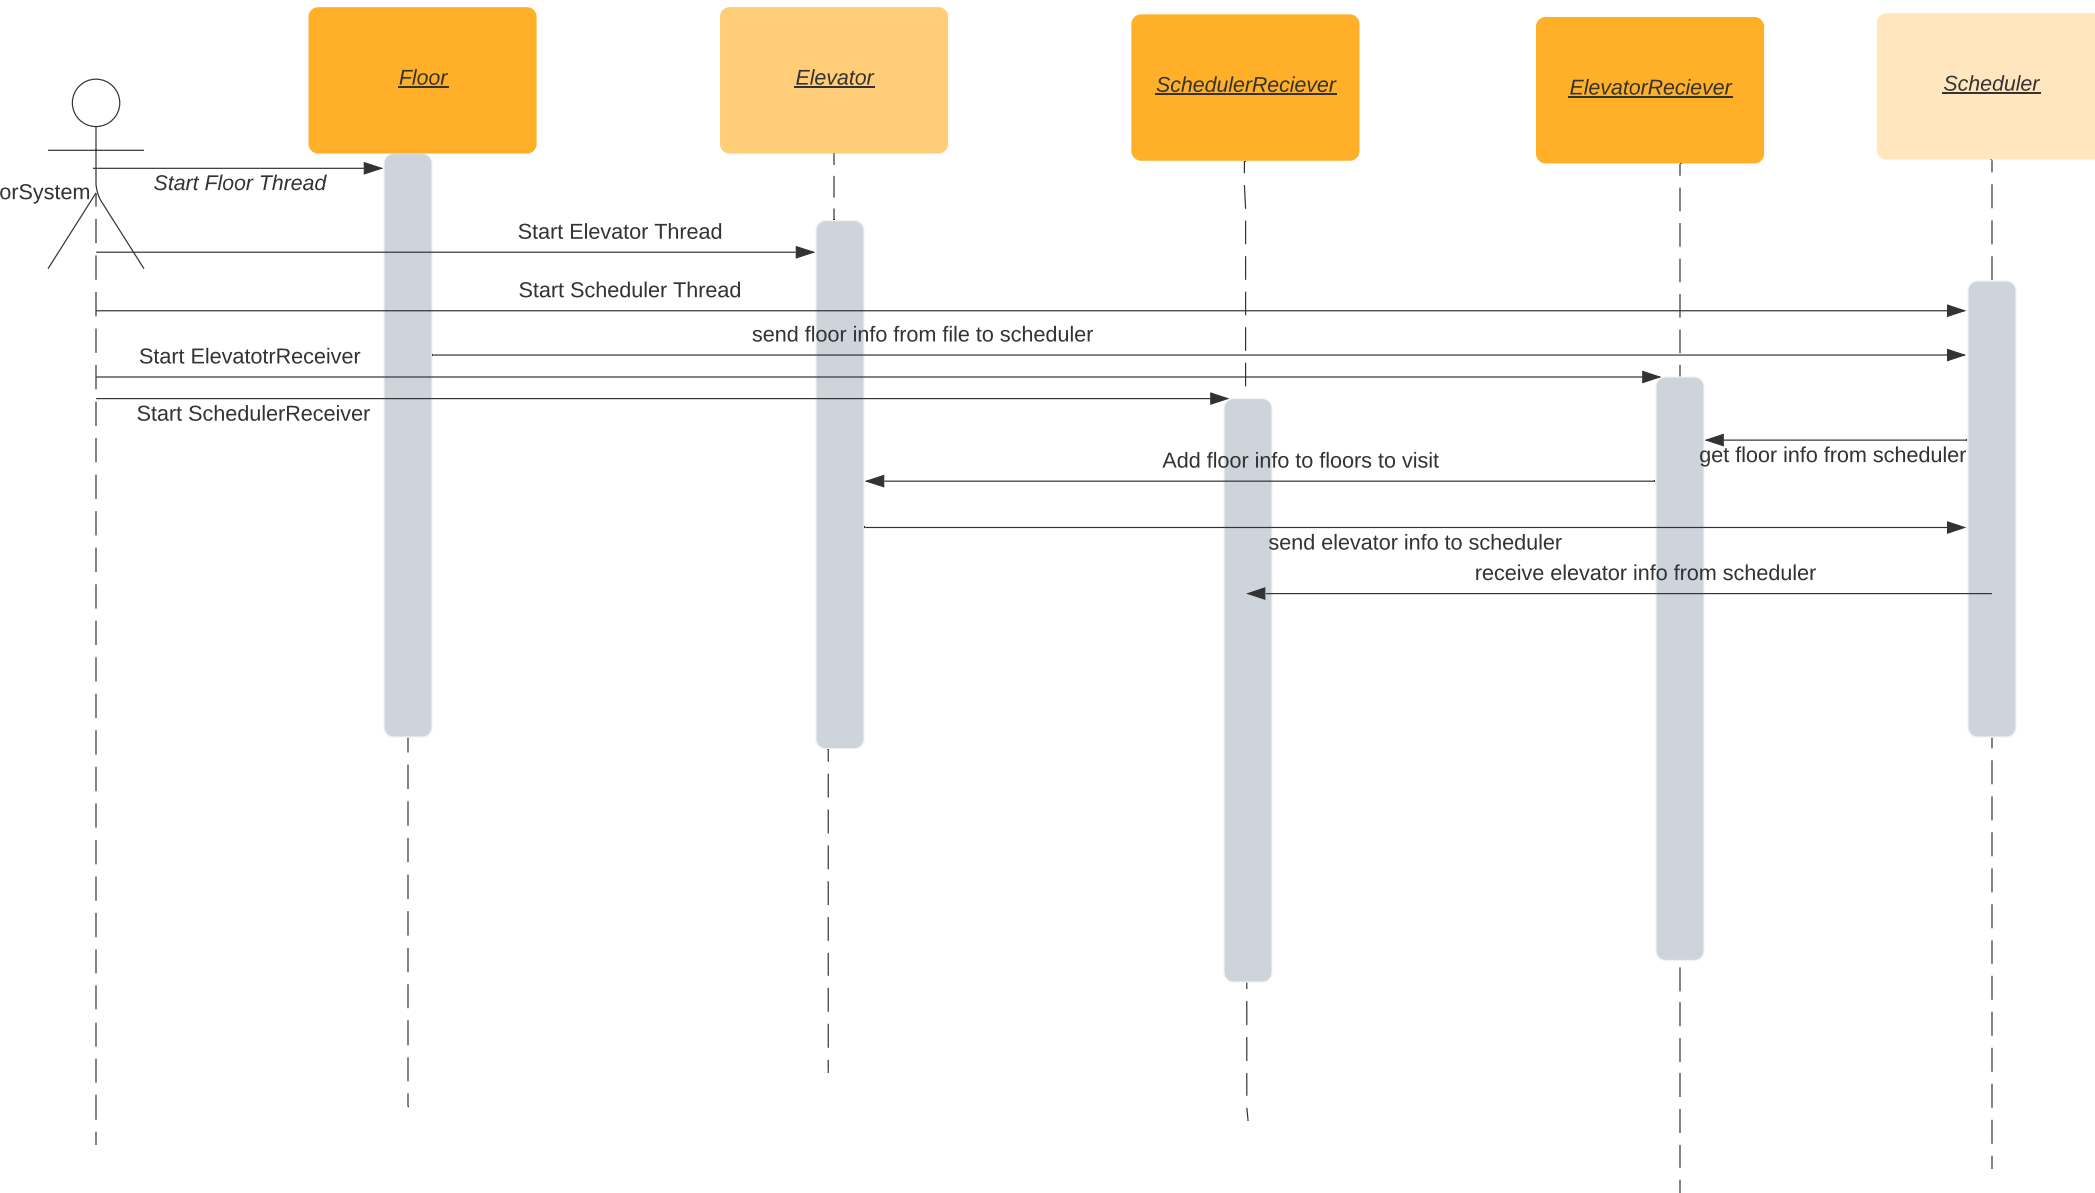 Floor
Elevator
SchedulerReciever
ElevatorReciever
Scheduler
orSystem
Start Floor Thread
Start Elevator Thread
Start Scheduler Thread
send floor info from file to scheduler
Start ElevatotrReceiver
Start SchedulerReceiver
get floor info from scheduler
Add floor info to floors to visit
send elevator info to scheduler
receive elevator info from scheduler